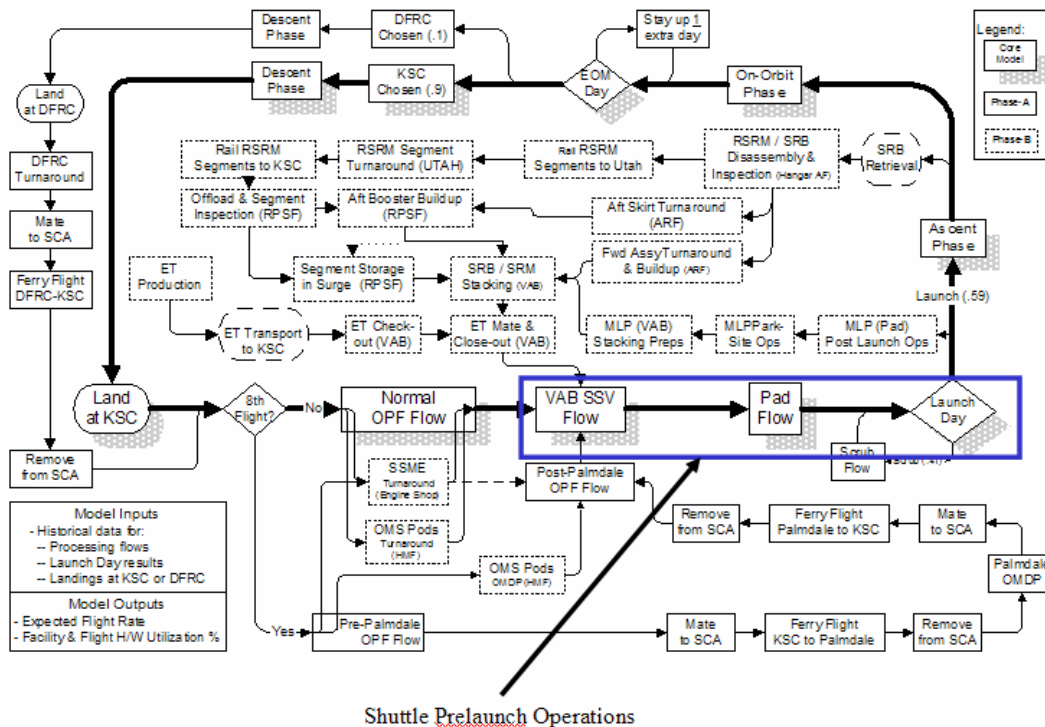 Descent
Phase
DFRC
Chosen (.1)
Stay up 1
extra day
Legend:
Core
Model
Phase-A
Phase-B
Descent
Phase
KSC
Chosen (.9)
EOM
Day
On-Orbit
Phase
Land
at DFRC
DFRC
Turnaround
Mate
to SCA
Ferry Flight
DFRC-KSC
Rail RSRM
Segments to KSC
RSRM Segment
Turnaround (UTAH)
Rail RSRM
Segments to Utah
RSRM / SRB
Disassembly &
Inspection (Hangar AF)
SRB
Retrieval
Offload & Segment
Inspection (RPSF)
Aft Booster Buildup
(RPSF)
Aft Skirt Turnaround
(ARF)
Ascent
Phase
Fwd Assy Turnaround
& Buildup (ARF)
ET
Production
Segment Storage
in Surge (RPSF)
SRB / SRM
Stacking (VAB)
Launch (.59)
ET Transport
to KSC
ET Check-
out (VAB)
ET Mate &
Close-out (VAB)
MLP (VAB)
Stacking Preps
MLPPark-
Site Ops
MLP (Pad)
Post Launch Ops
Land
at KSC
8th
Flight?
No
Normal
OPF Flow
VAB SSV
Flow
Pad
Flow
Launch
Day
Scrub
Flow
Scrub (.41)
Remove
from SCA
SSME
Turnaround
(Engine Shop)
Post-Palmdale
OPF Flow
OMS Pods
Turnaround
(HMF)
OMS Pods
OMDP (HMF)
Remove
from SCA
Ferry Flight
Palmdale to KSC
Mate
to SCA
Palmdale
OMDP
Model Inputs
- Historical data for:
-- Processing flows
-- Launch Day results
-- Landings at KSC or DFRC
Model Outputs
- Expected Flight Rate
- Facility & Flight H/W Utilization %
Yes
Pre-Palmdale
OPF Flow
Mate
to SCA
Ferry Flight
KSC to Palmdale
Remove
from SCA
Shuttle Prelaunch Operations